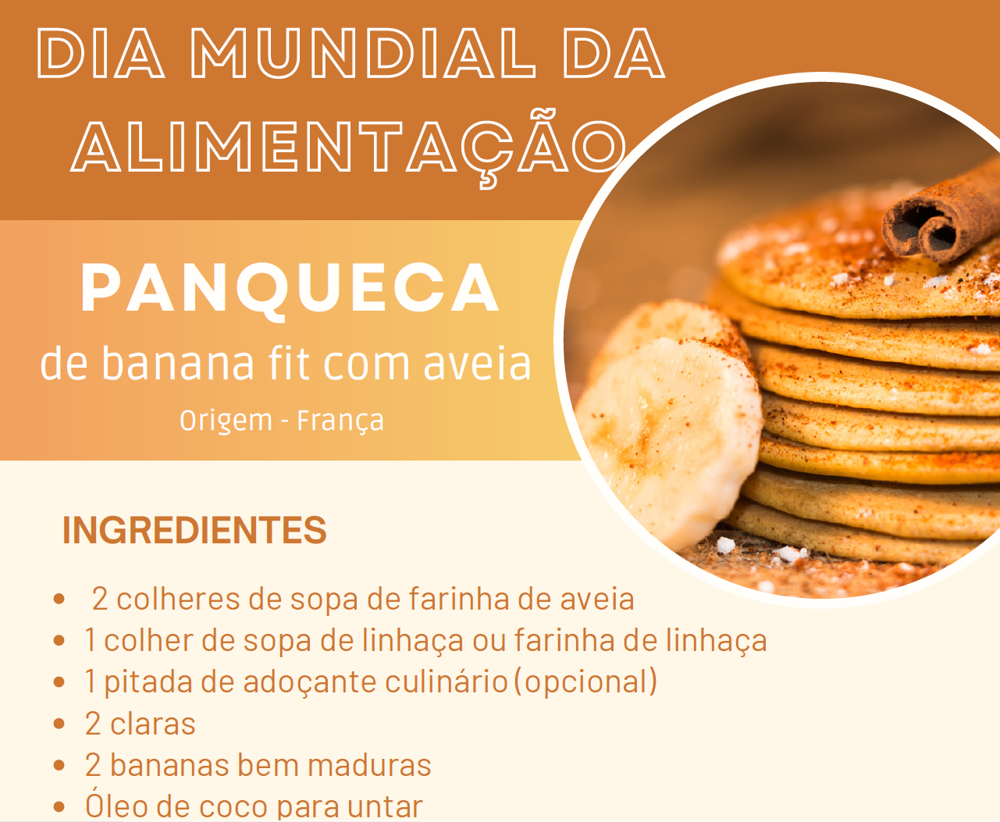 DIA MUNDIAL DA
ALIMENTAÇÃO
PANQUECA
de banana fit com aveia
Origem - França
INGREDIENTES
• 2 colheres de sopa de farinha de aveia
• 1 colher de sopa de linhaça ou farinha de linhaça
• 1 pitada de adoçante culinário (opcional)
• 2 claras
• 2 bananas bem maduras
• Óleo de coco para untar